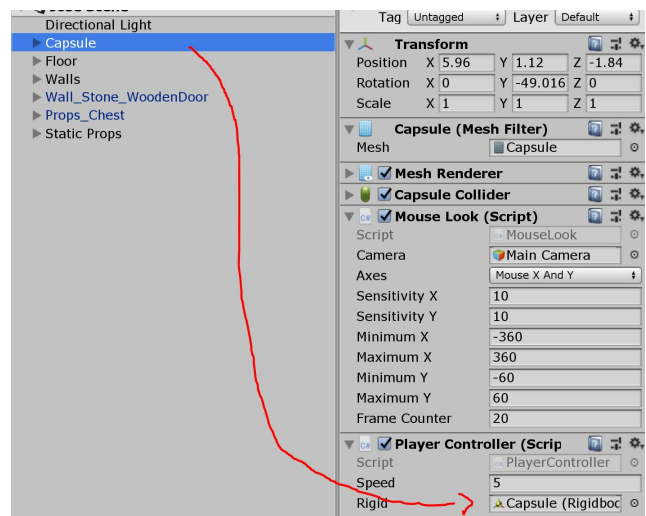 Directional Light
Capsule
Floor
Walls
Wall_Stone_WoodenDoor
Props_Chest
Static Props
Tag Untagged Layer Default
Transform
Position X 5.96 Y 1.12 Z -1.84
Rotation X 0 Y -49.016 Z 0
Scale X 1 Y 1 Z 1
Capsule (Mesh Filter)
Mesh Capsule
Mesh Renderer
Capsule Collider
Mouse Look (Script)
Script MouseLook
Camera Main Camera
Axes Mouse X And Y
Sensitivity X 10
Sensitivity Y 10
Minimum X -360
Maximum X 360
Minimum Y -60
Maximum Y 60
Frame Counter 20
Player Controller (Scrip
Script PlayerController
Speed 5
Rigid Capsule (Rigidboc